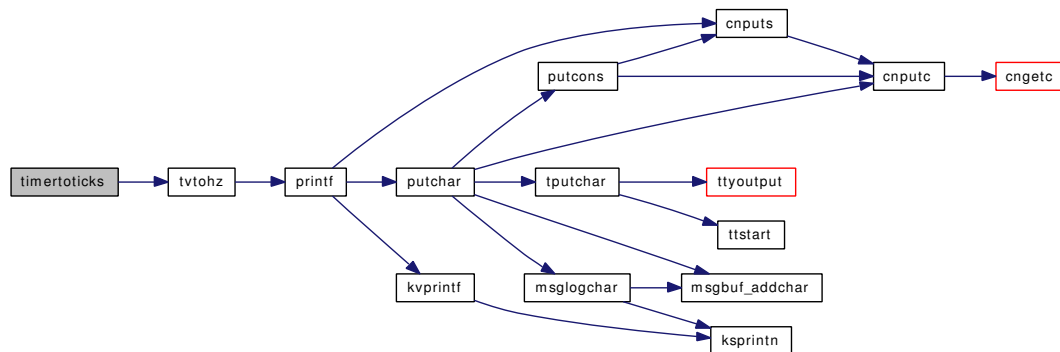 cnputs
putcons
cnputc
cngetc
timertoticks
tvtohz
printf
putchar
tputchar
ttyoutput
ttstart
kvprintf
msglogchar
msgbuf_addchar
ksprintn